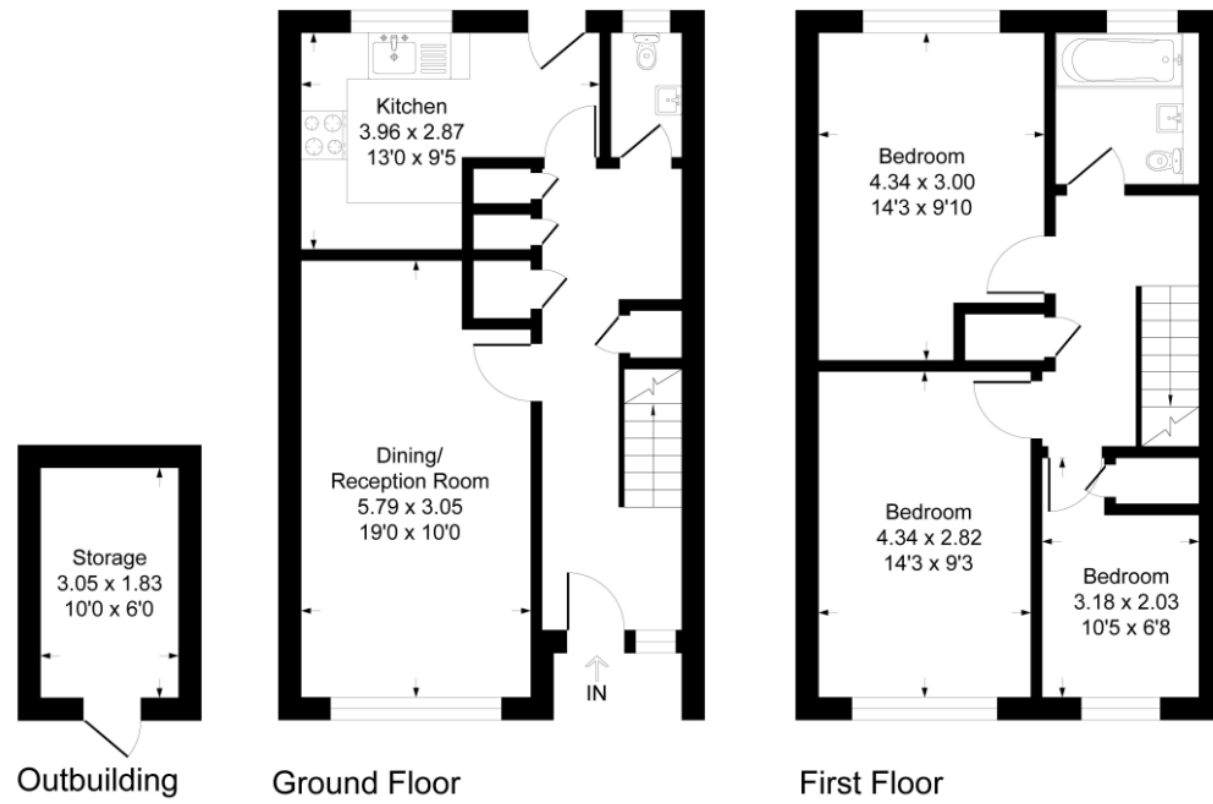 Kitchen
3.96 x 2.87
13'0 x 9'5
Bedroom
4.34 x 3.00
14'3 x 9'10
Dining/
Reception Room
5.79 x 3.05
19'0 x 10'0
Bedroom
4.34 x 2.82
14'3 x 9'3
Storage
3.05 x 1.83
10'0 x 6'0
Bedroom
3.18 x 2.03
10'5 x 6'8
IN
Outbuilding
Ground Floor
First Floor